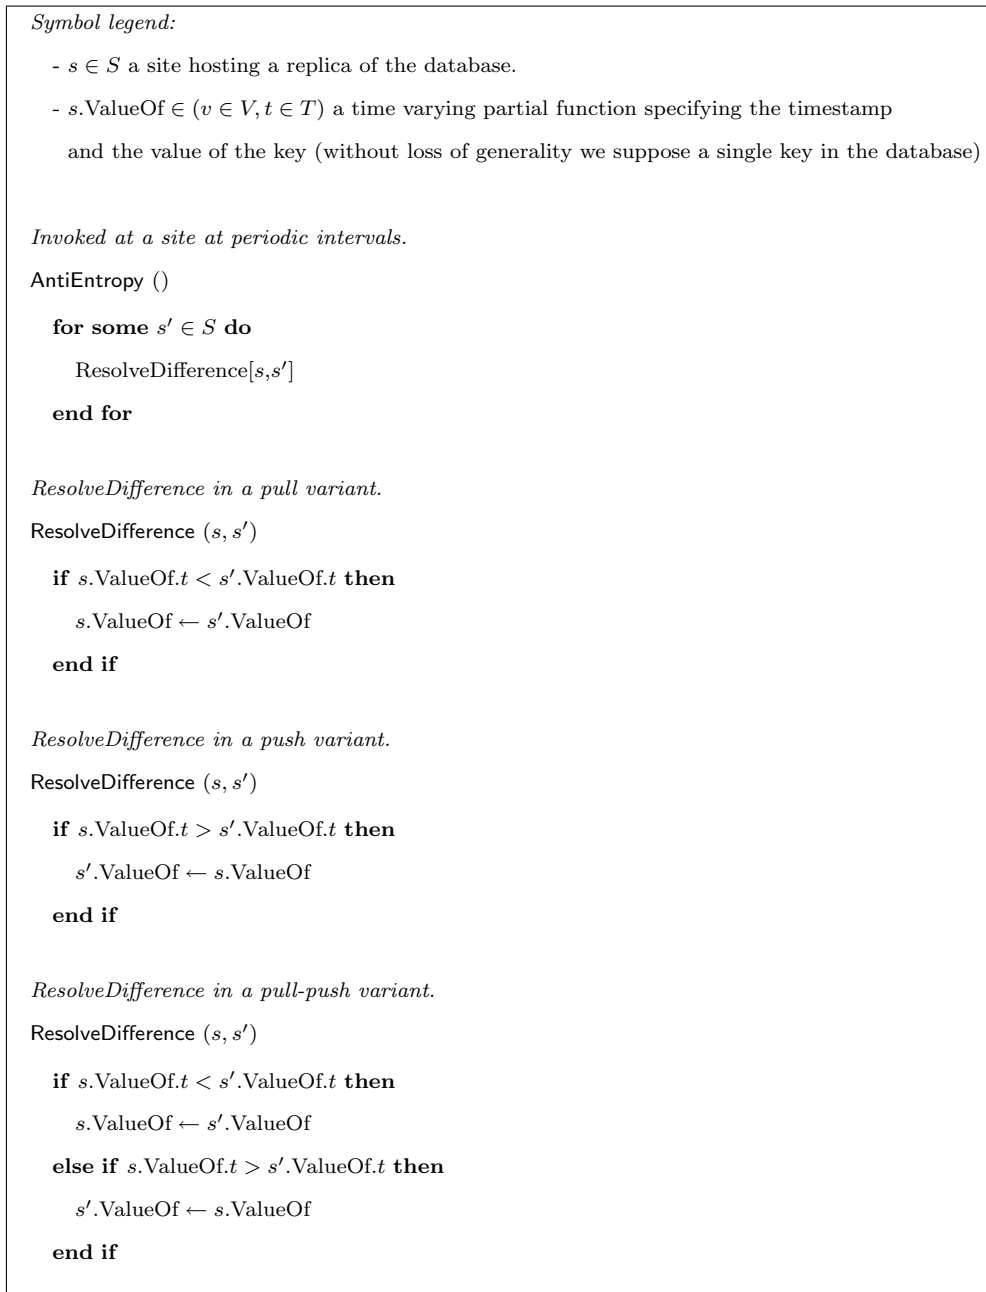 Symbol legend:
- s ∈ S a site hosting a replica of the database.
- s.ValueOf ∈ (v ∈ V, t ∈ T) a time varying partial function specifying the timestamp
and the value of the key (without loss of generality we suppose a single key in the database)
Invoked at a site at periodic intervals.
AntiEntropy ()
for some s′ ∈ S do
ResolveDifference[s,s′]
end for
ResolveDifference in a pull variant.
ResolveDifference (s, s′)
if s.ValueOf.t < s′.ValueOf.t then
s.ValueOf ← s′.ValueOf
end if
ResolveDifference in a push variant.
ResolveDifference (s, s′)
if s.ValueOf.t > s′.ValueOf.t then
s′.ValueOf ← s.ValueOf
end if
ResolveDifference in a pull-push variant.
ResolveDifference (s, s′)
if s.ValueOf.t < s′.ValueOf.t then
s.ValueOf ← s′.ValueOf
else if s.ValueOf.t > s′.ValueOf.t then
s′.ValueOf ← s.ValueOf
end if